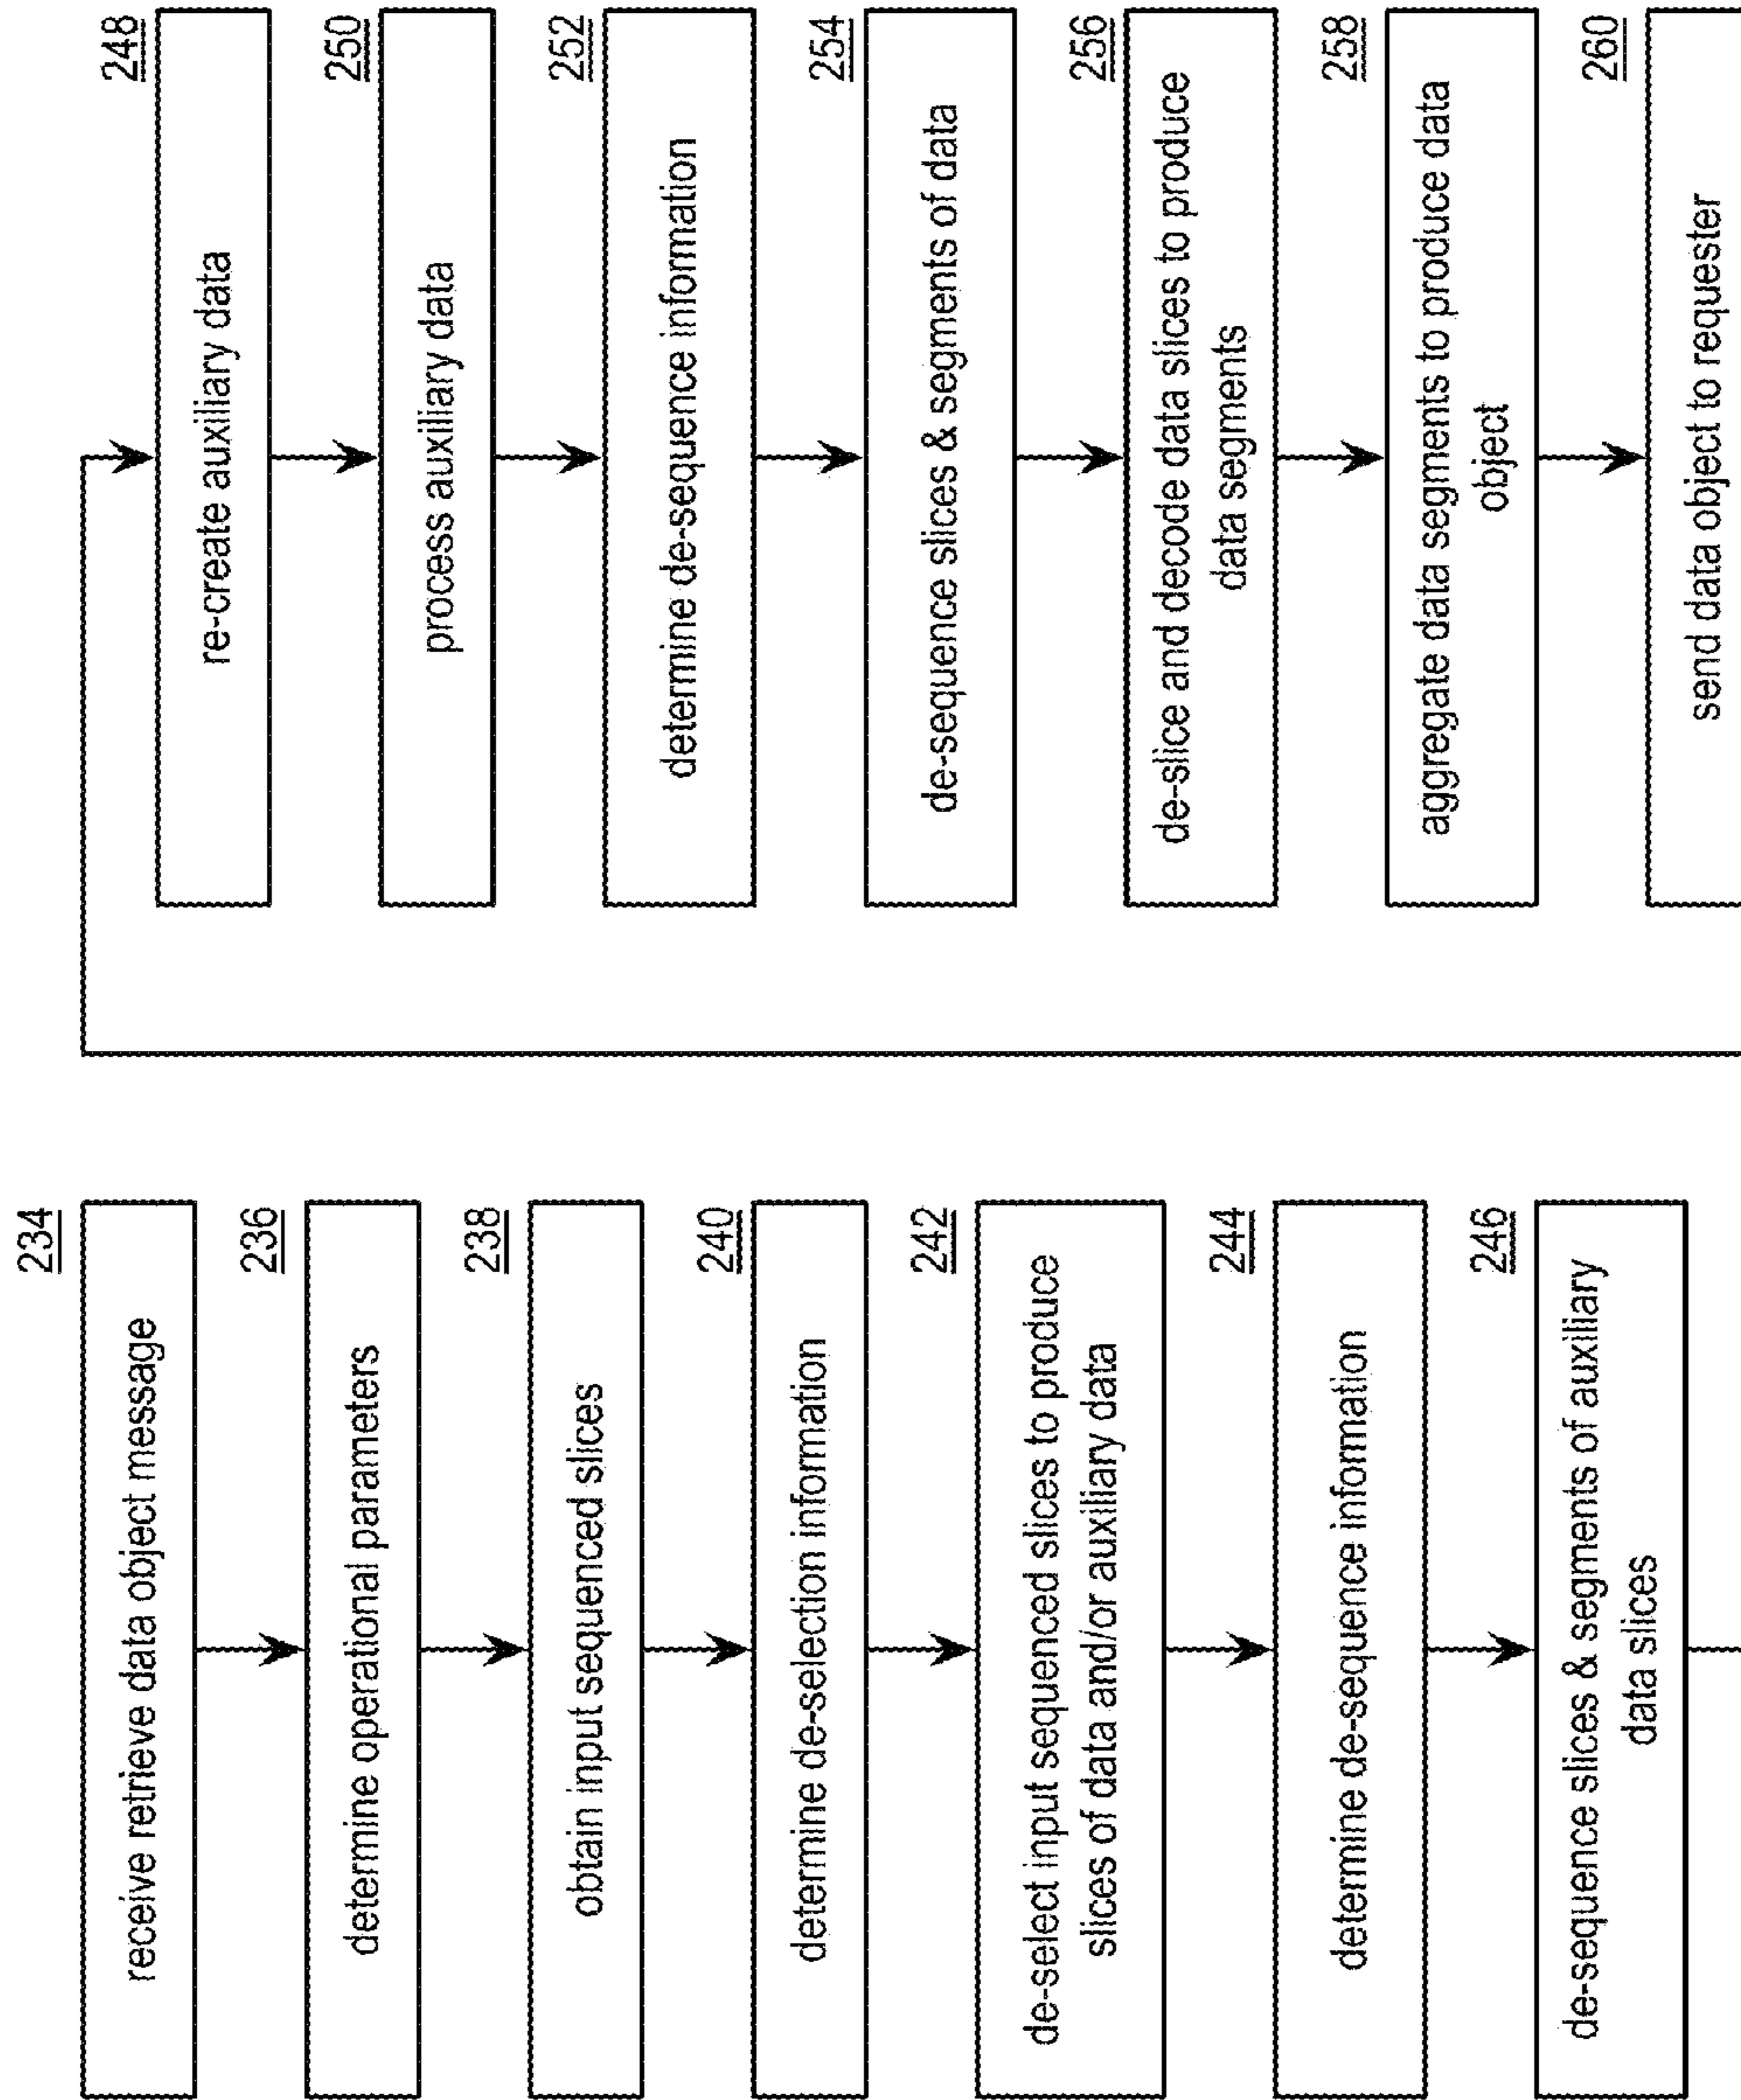 234
receive retrieve data object message
236
determine operational parameters
238
obtain input sequenced slices
240
determine de-selection information
242
de-select input sequenced slices to produce
slices of data and/or auxiliary data
244
determine de-sequence information
246
de-sequence slices & segments of auxiliary
data slices
248
re-create auxiliary data
250
process auxiliary data
252
determine de-sequence information
254
de-sequence slices & segments of data
256
de-slice and decode data slices to produce
data segments
258
aggregate data segments to produce data
object
260
send data object to requester